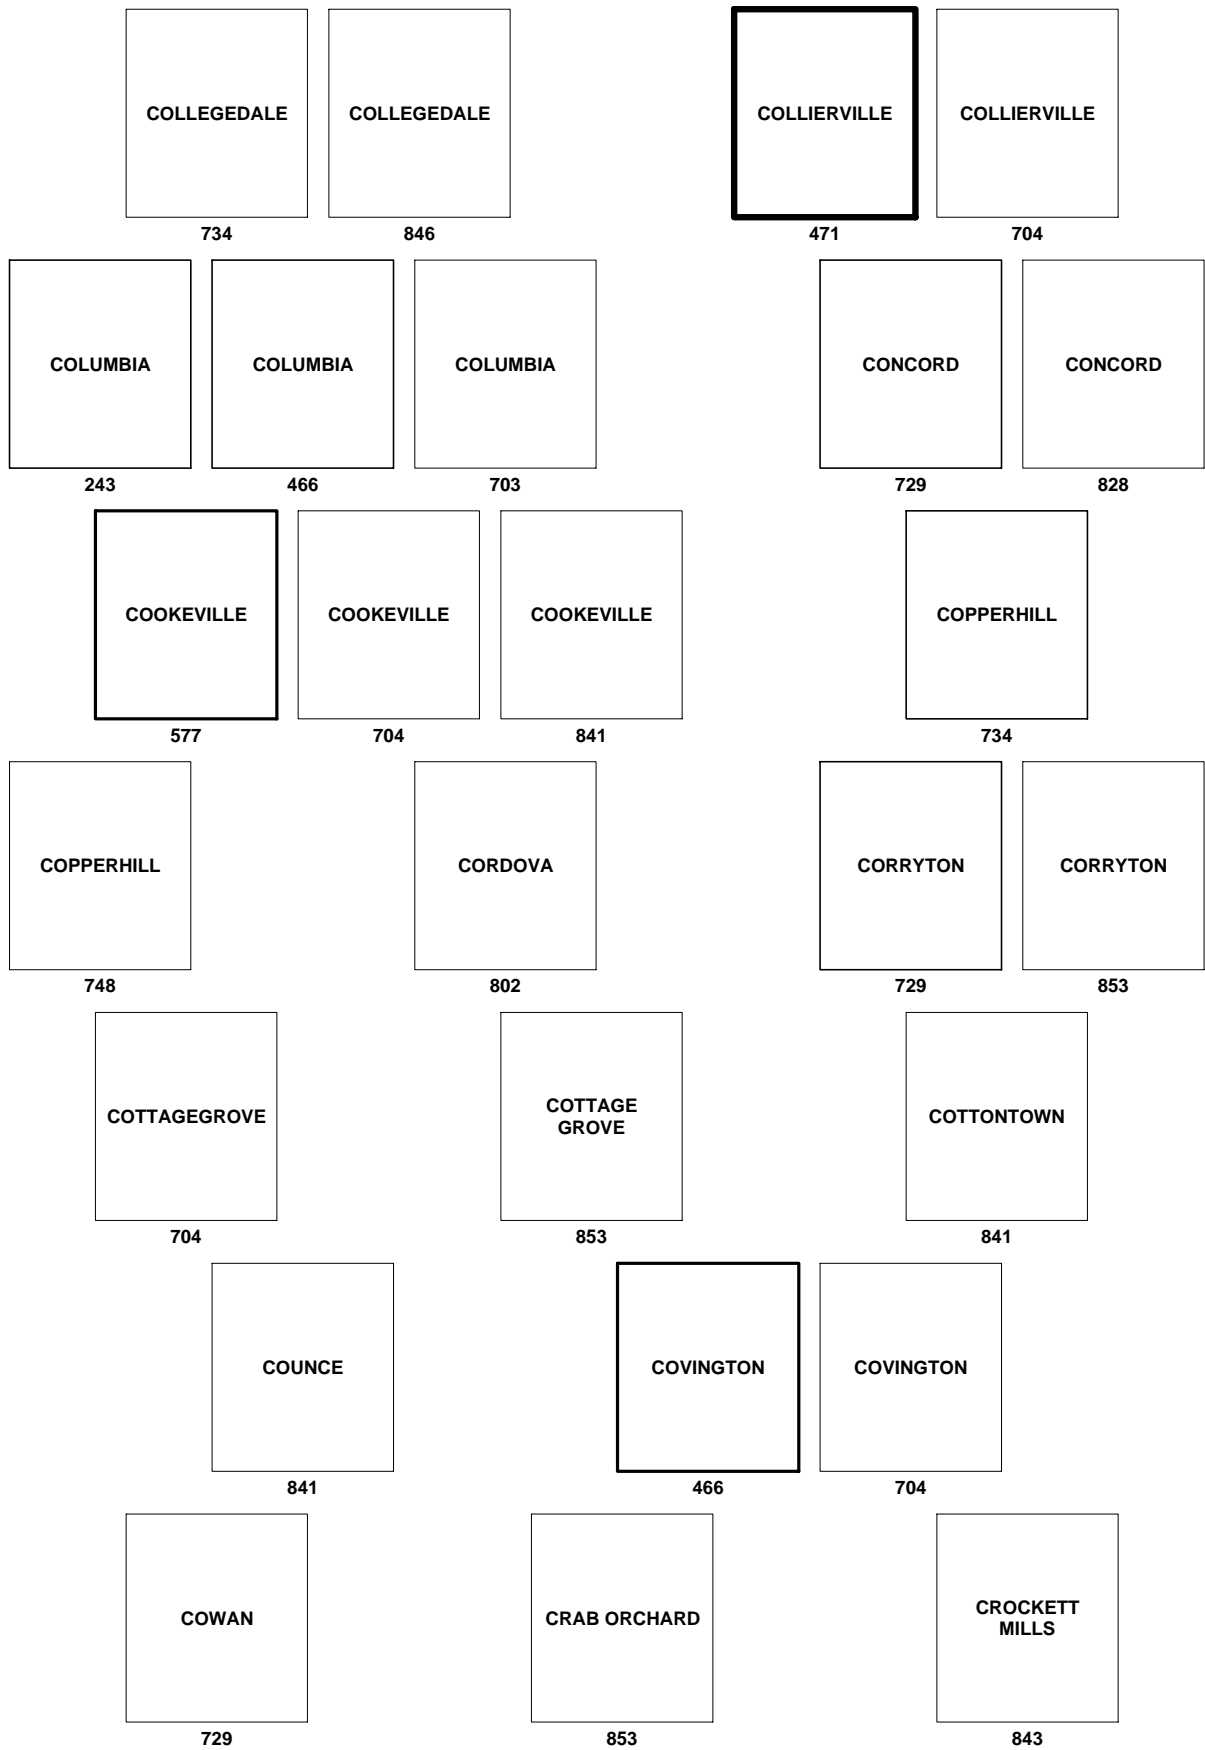 COLLEGEDALE COLLEGEDALE COLLIERVILLE COLLIERVILLE
734 846 471 704
COLUMBIA COLUMBIA COLUMBIA CONCORD CONCORD
243 466 703 729 828
COOKEVILLE COOKEVILLE COOKEVILLE COPPERHILL
577 704 841 734
COPPERHILL CORDOVA CORRYTON CORRYTON
748 802 729 853
COTTAGEGROVE COTTAGE
GROVE COTTONTOWN
704 853 841
COUNCE COVINGTON COVINGTON
841 466 704
COWAN CRAB ORCHARD CROCKETT
MILLS
729 853 843